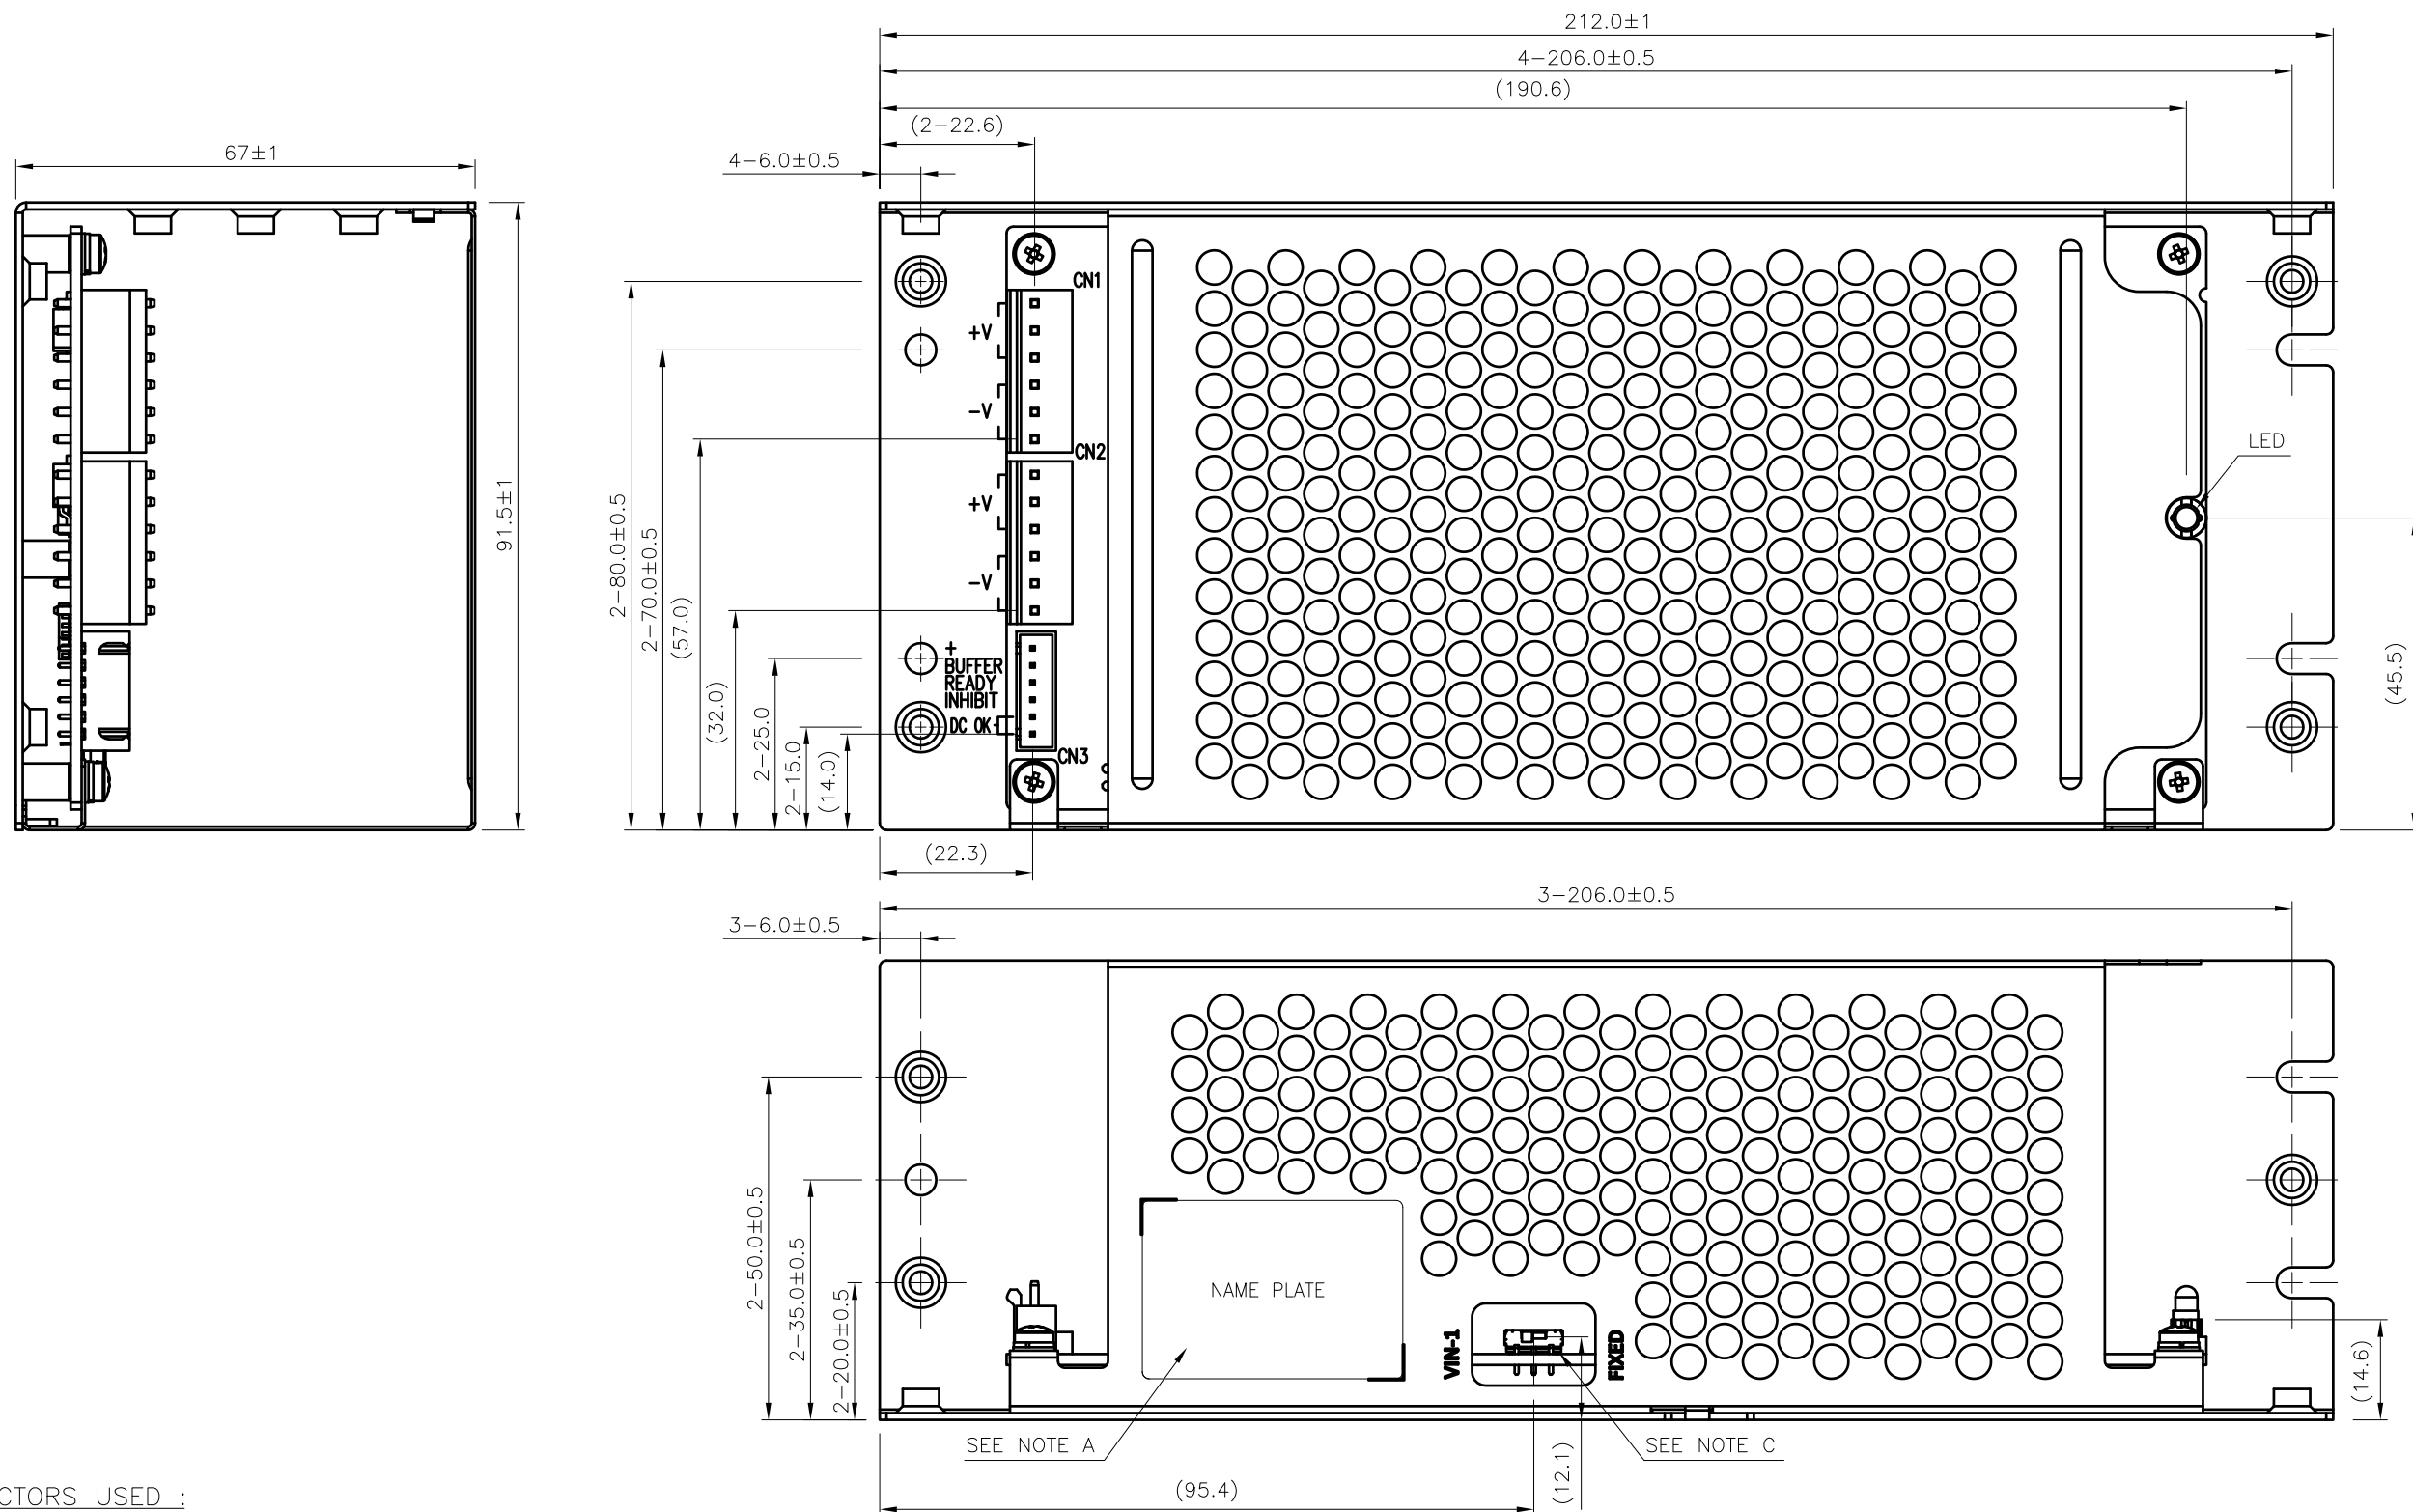 212.0±1
4-206.0±0.5
(190.6)
(2-22.6)
4-6.0±0.5
67±1
91.5±1
2-80.0±0.5
2-70.0±0.5
(57.0)
(32.0)
2-25.0
2-15.0
(14.0)
(22.3)
CN1
+V
-V
CN2
+V
-V
+
BUFFER
READY
INHIBIT
DC OK-
CN3
LED
(45.5)
3-206.0±0.5
3-6.0±0.5
2-50.0±0.5
2-35.0±0.5
2-20.0±0.5
NAME PLATE
VIN-1
FIXED
(14.6)
SEE NOTE A
SEE NOTE C
(12.1)
(95.4)
CTORS USED :